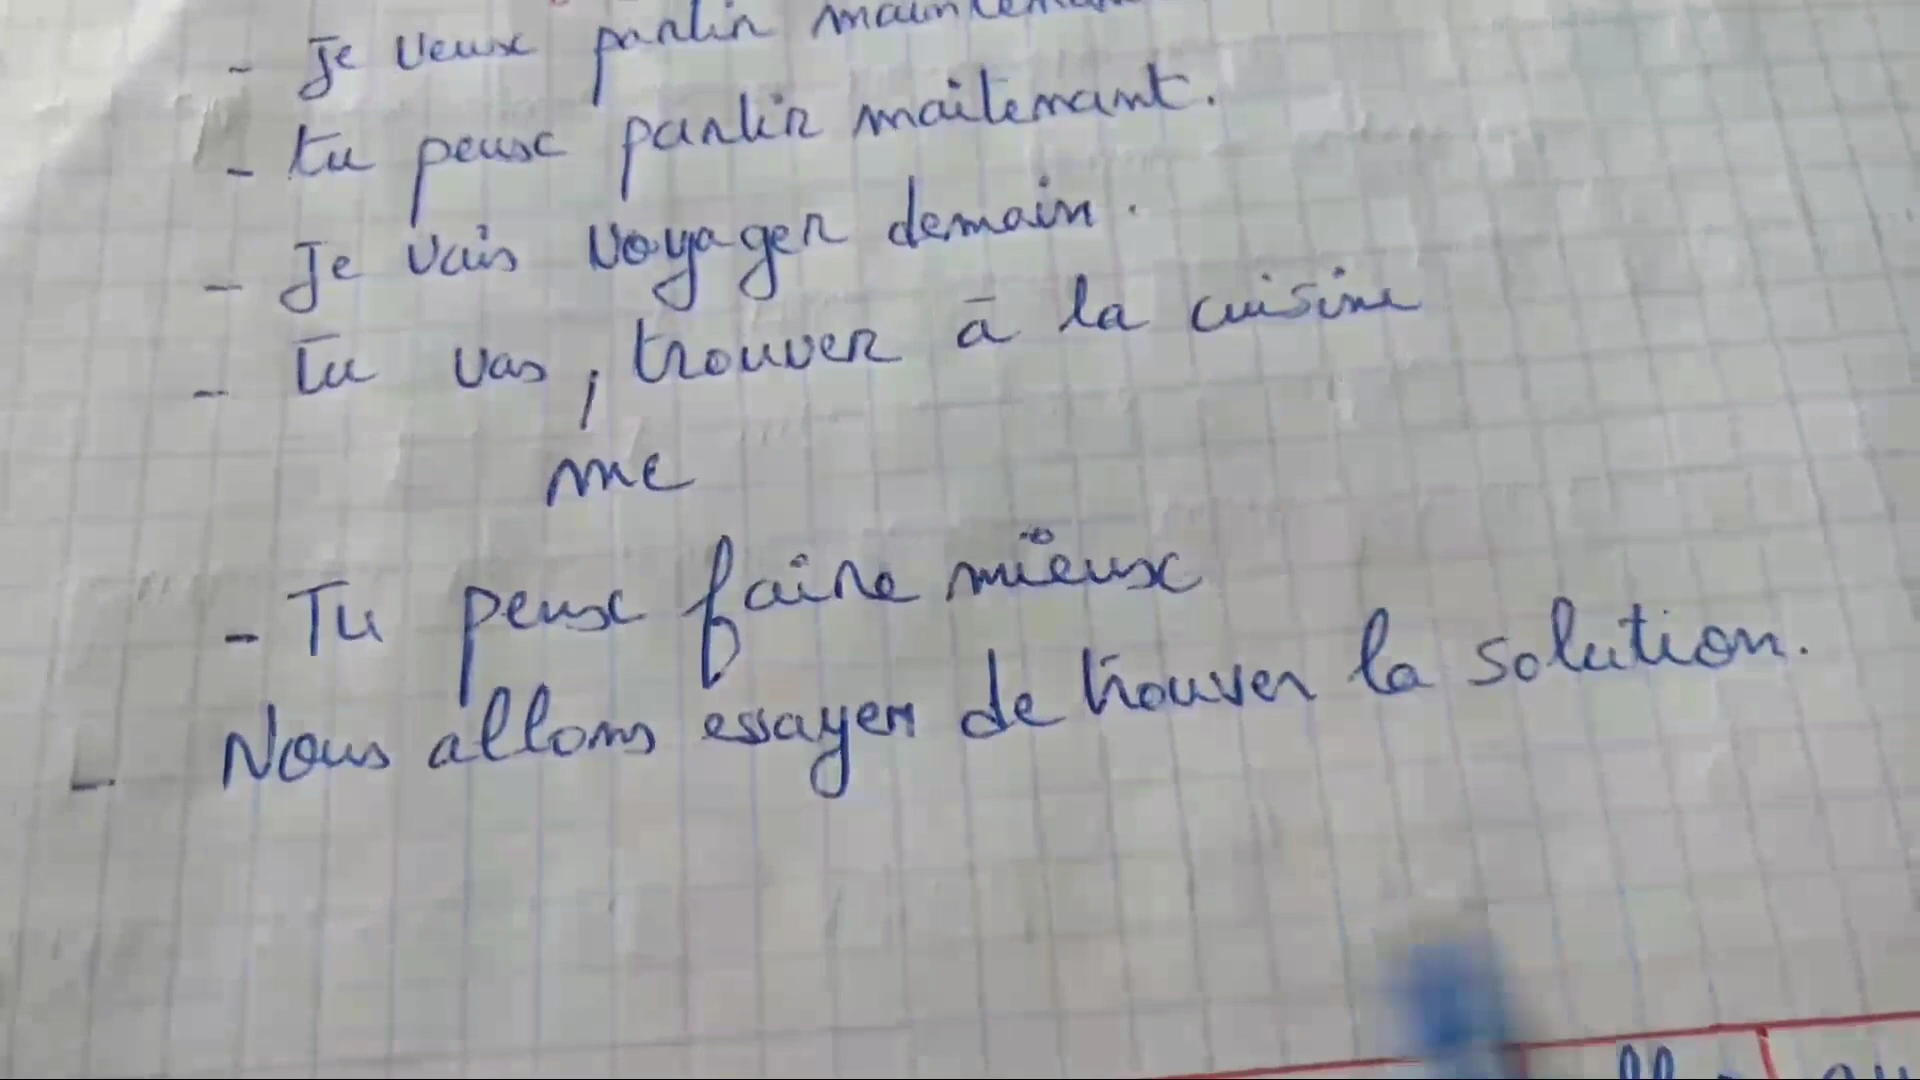 - Je veux partir maintenant
- tu peux partir maitenant.
- Je vais voyager demain.
- Tu vas , trouver à la cuisine
me
- Tu peux faire mieux
- Nous allons essayer de trouver la solution.